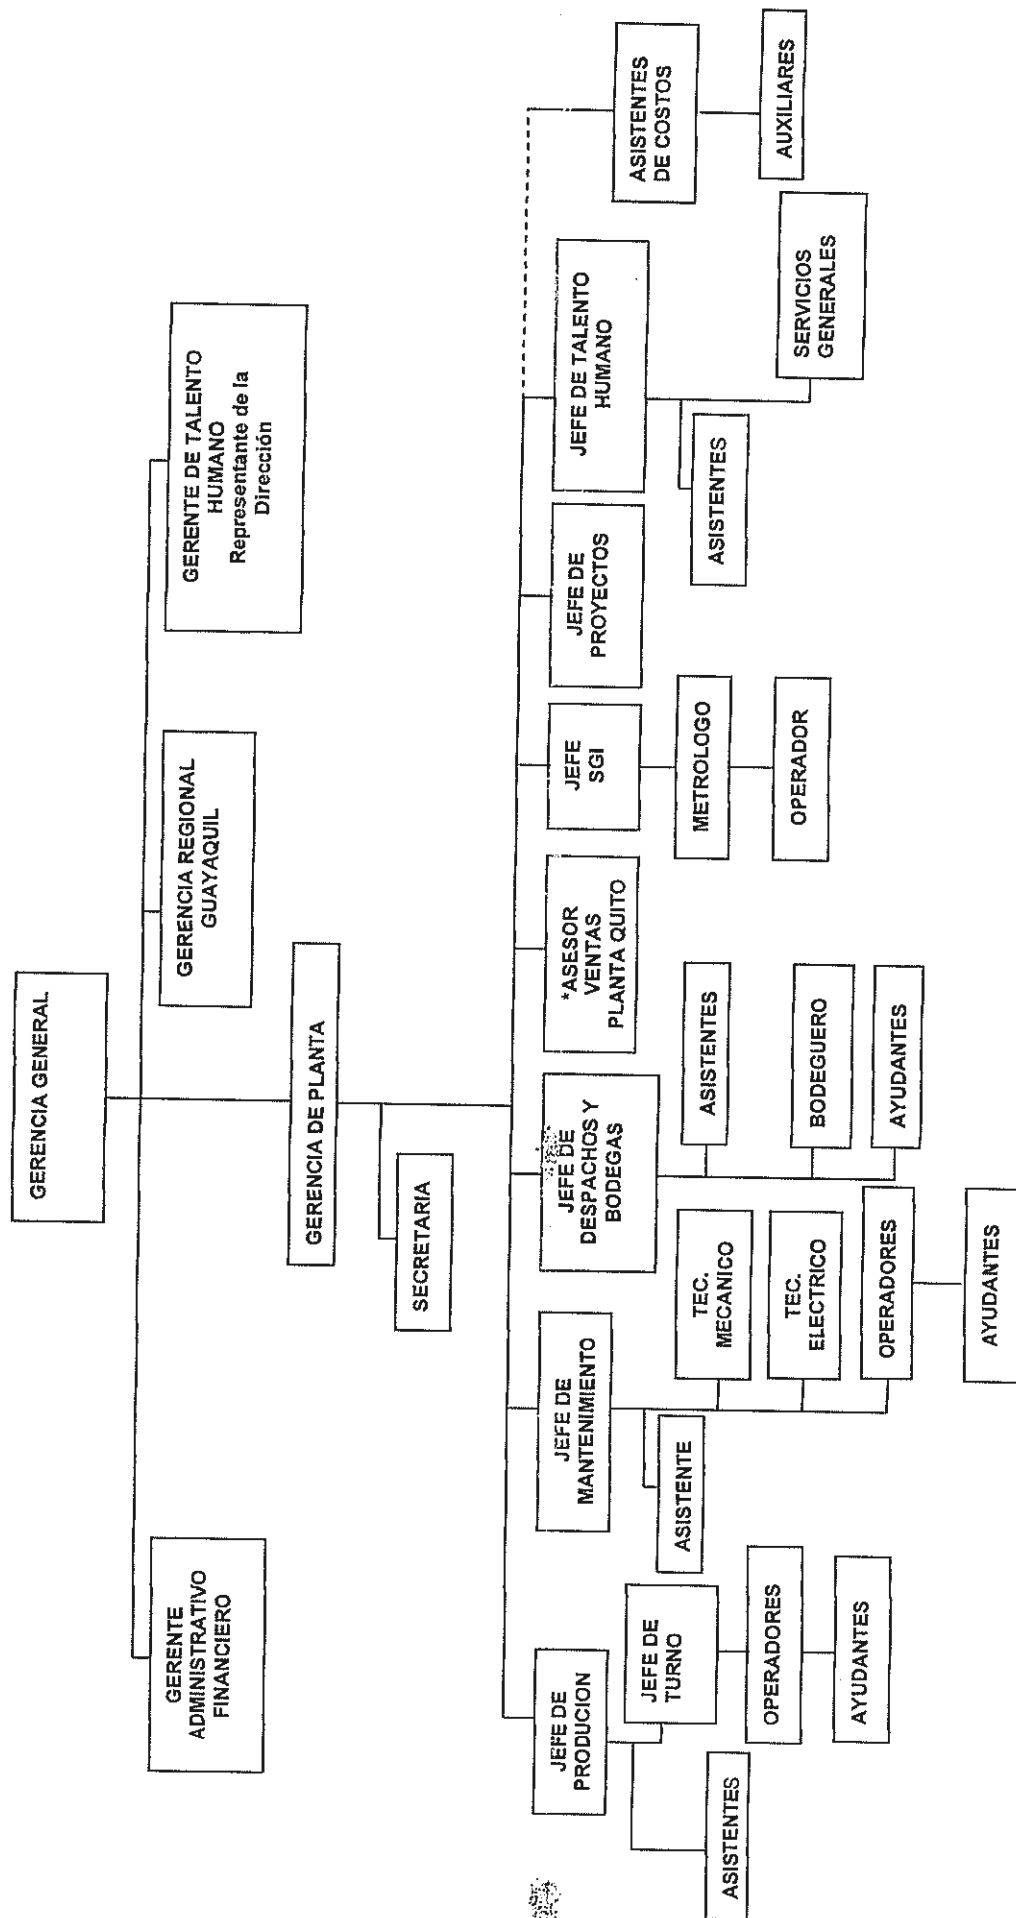 GERENCIA GENERAL
GERENTE
ADMINISTRATIVO
FINANCIERO
GERENCIA REGIONAL
GUAYAQUIL
GERENTE DE TALENTO
HUMANO
Representante de la
Dirección
GERENCIA DE PLANTA
SECRETARIA
JEFE DE
PRODUCION
JEFE DE
MANTENIMIENTO
JEFE DE
DESPACHOS Y
BODEGAS
*ASESOR
VENTAS
PLANTA QUITO
JEFE
SGI
JEFE DE
PROYECTOS
JEFE DE TALENTO
HUMANO
ASISTENTES
DE COSTOS
ASISTENTES
JEFE DE
TURNO
OPERADORES
AYUDANTES
ASISTENTE
TEC.
MECANICO
TEC.
ELECTRICO
OPERADORES
AYUDANTES
ASISTENTES
BODEGUERO
AYUDANTES
METROLOGO
OPERADOR
ASISTENTES
SERVICIOS
GENERALES
AUXILIARES